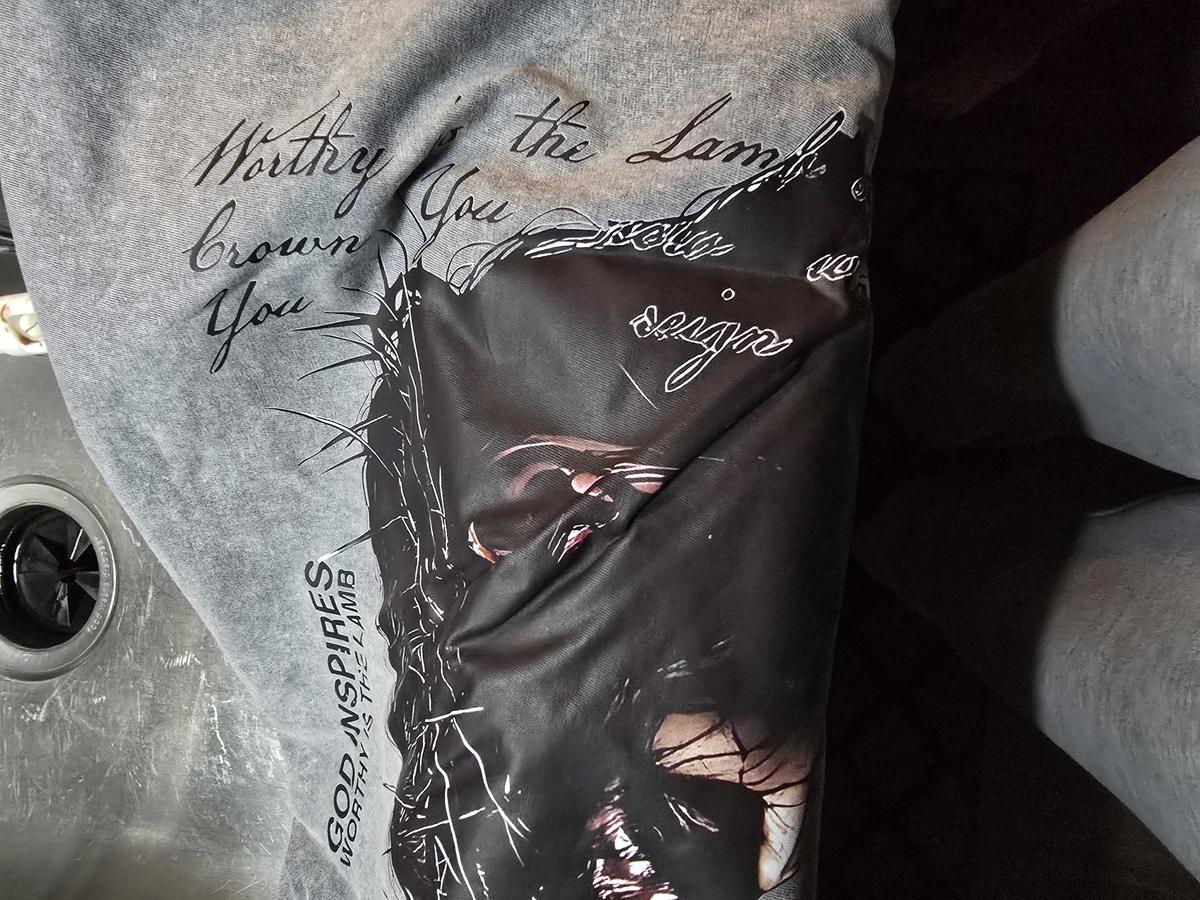 Worthy is the Lamb
Crown You
You
reign
GOD INSPIRES
WORTHY IS THE LAMB